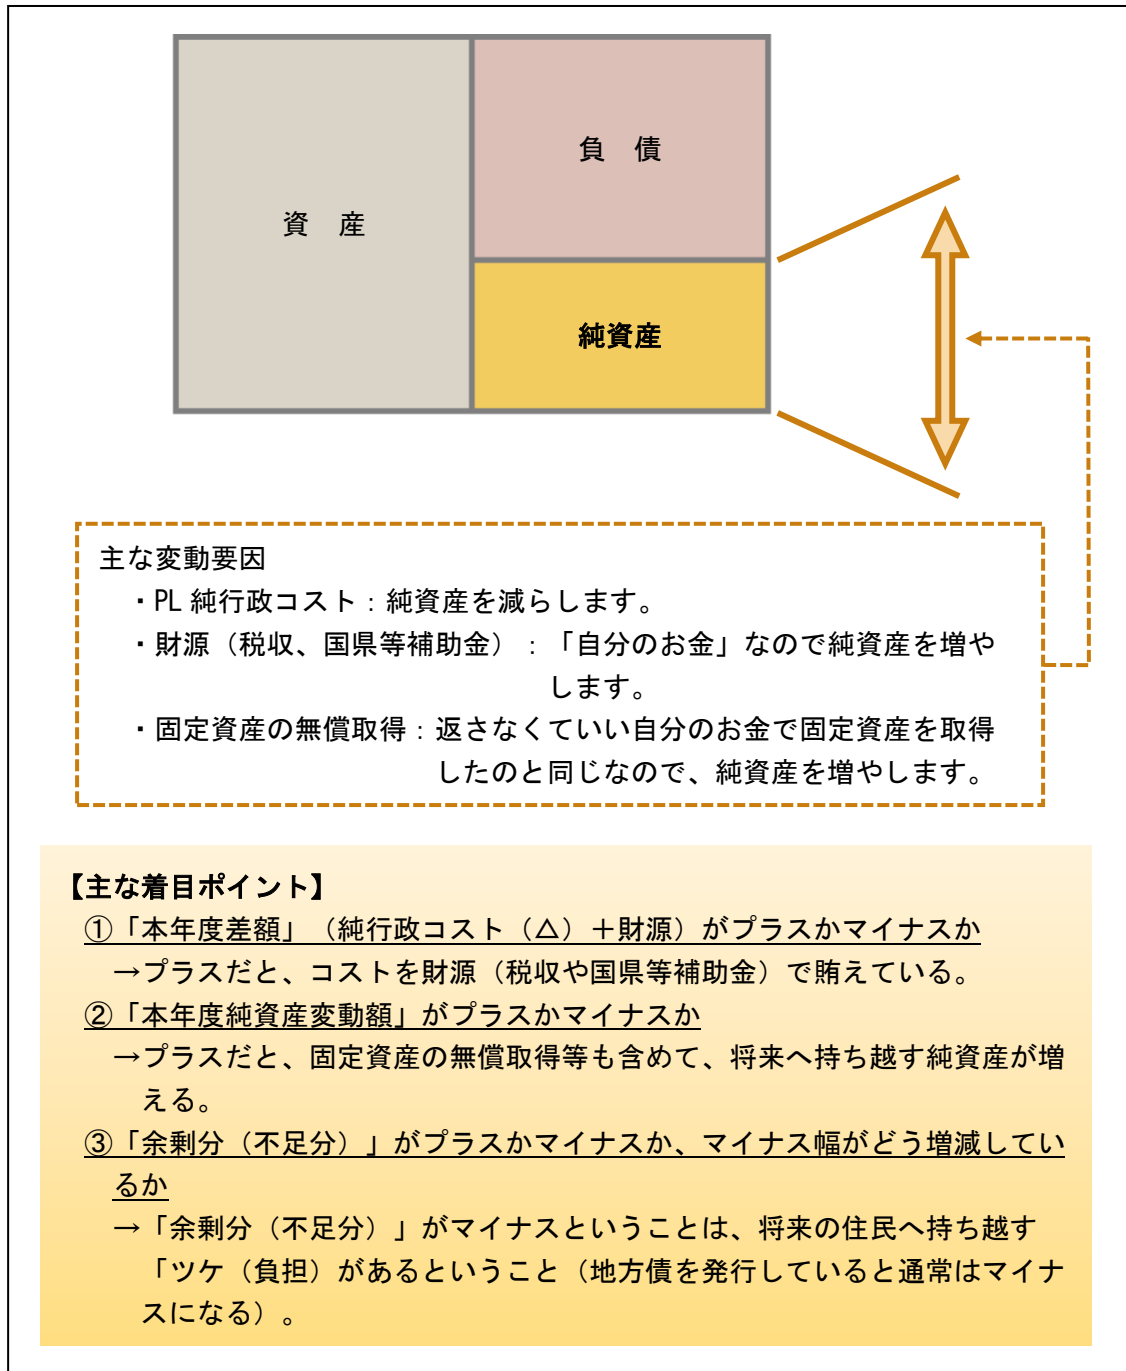 資　産
負　債
純資産
主な変動要因
・PL 純行政コスト：純資産を減らします。
・財源（税収、国県等補助金）：「自分のお金」なので純資産を増や
します。
・固定資産の無償取得：返さなくていい自分のお金で固定資産を取得
したのと同じなので、純資産を増やします。
【主な着目ポイント】
①「本年度差額」（純行政コスト（△）＋財源）がプラスかマイナスか
→プラスだと、コストを財源（税収や国県等補助金）で賄えている。
②「本年度純資産変動額」がプラスかマイナスか
→プラスだと、固定資産の無償取得等も含めて、将来へ持ち越す純資産が増
える。
③「余剰分（不足分）」がプラスかマイナスか、マイナス幅がどう増減してい
るか
→「余剰分（不足分）」がマイナスということは、将来の住民へ持ち越す
「ツケ（負担）があるということ（地方債を発行していると通常はマイナ
スになる）。